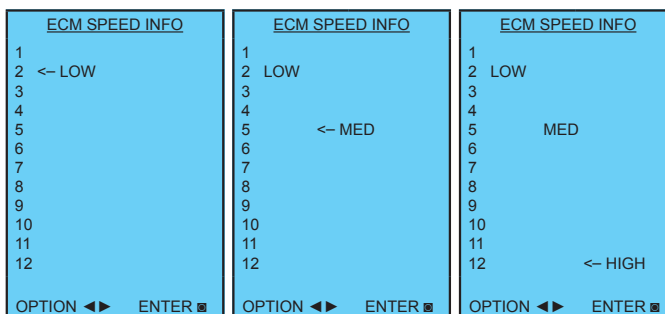 ECM SPEED INFO
1
2 <– LOW
3
4
5
6
7
8
9
10
11
12
OPTION ◄► ENTER ◙
ECM SPEED INFO
1
2 LOW
3
4
5 <– MED
6
7
8
9
10
11
12
OPTION ◄► ENTER ◙
ECM SPEED INFO
1
2 LOW
3
4
5 MED
6
7
8
9
10
11
12 <– HIGH
OPTION ◄► ENTER ◙